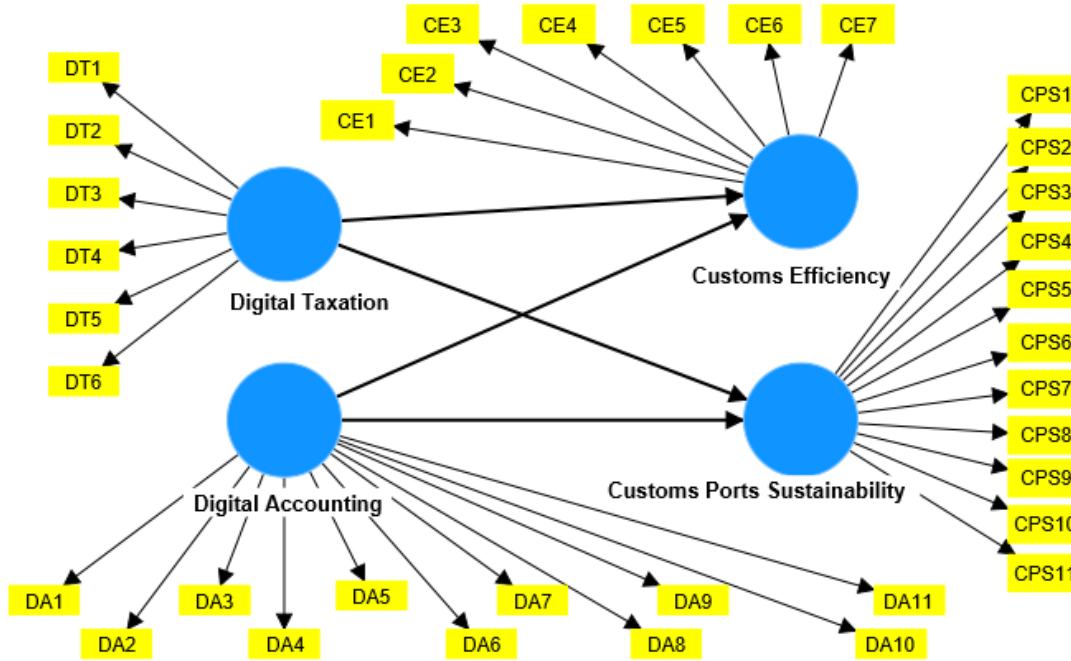 CE3
CE4
CE5
CE6
CE7
DT1
CE2
CPS1
CE1
DT2
CPS2
DT3
CPS3
DT4
CPS4
Customs Efficiency
CPS5
Digital Taxation
DT5
CPS6
DT6
CPS7
CPS8
CPS9
Customs Ports Sustainability
Digital Accounting
CPS10
CPS11
DA1
DA3
DA5
DA7
DA9
DA11
DA2
DA4
DA6
DA8
DA10